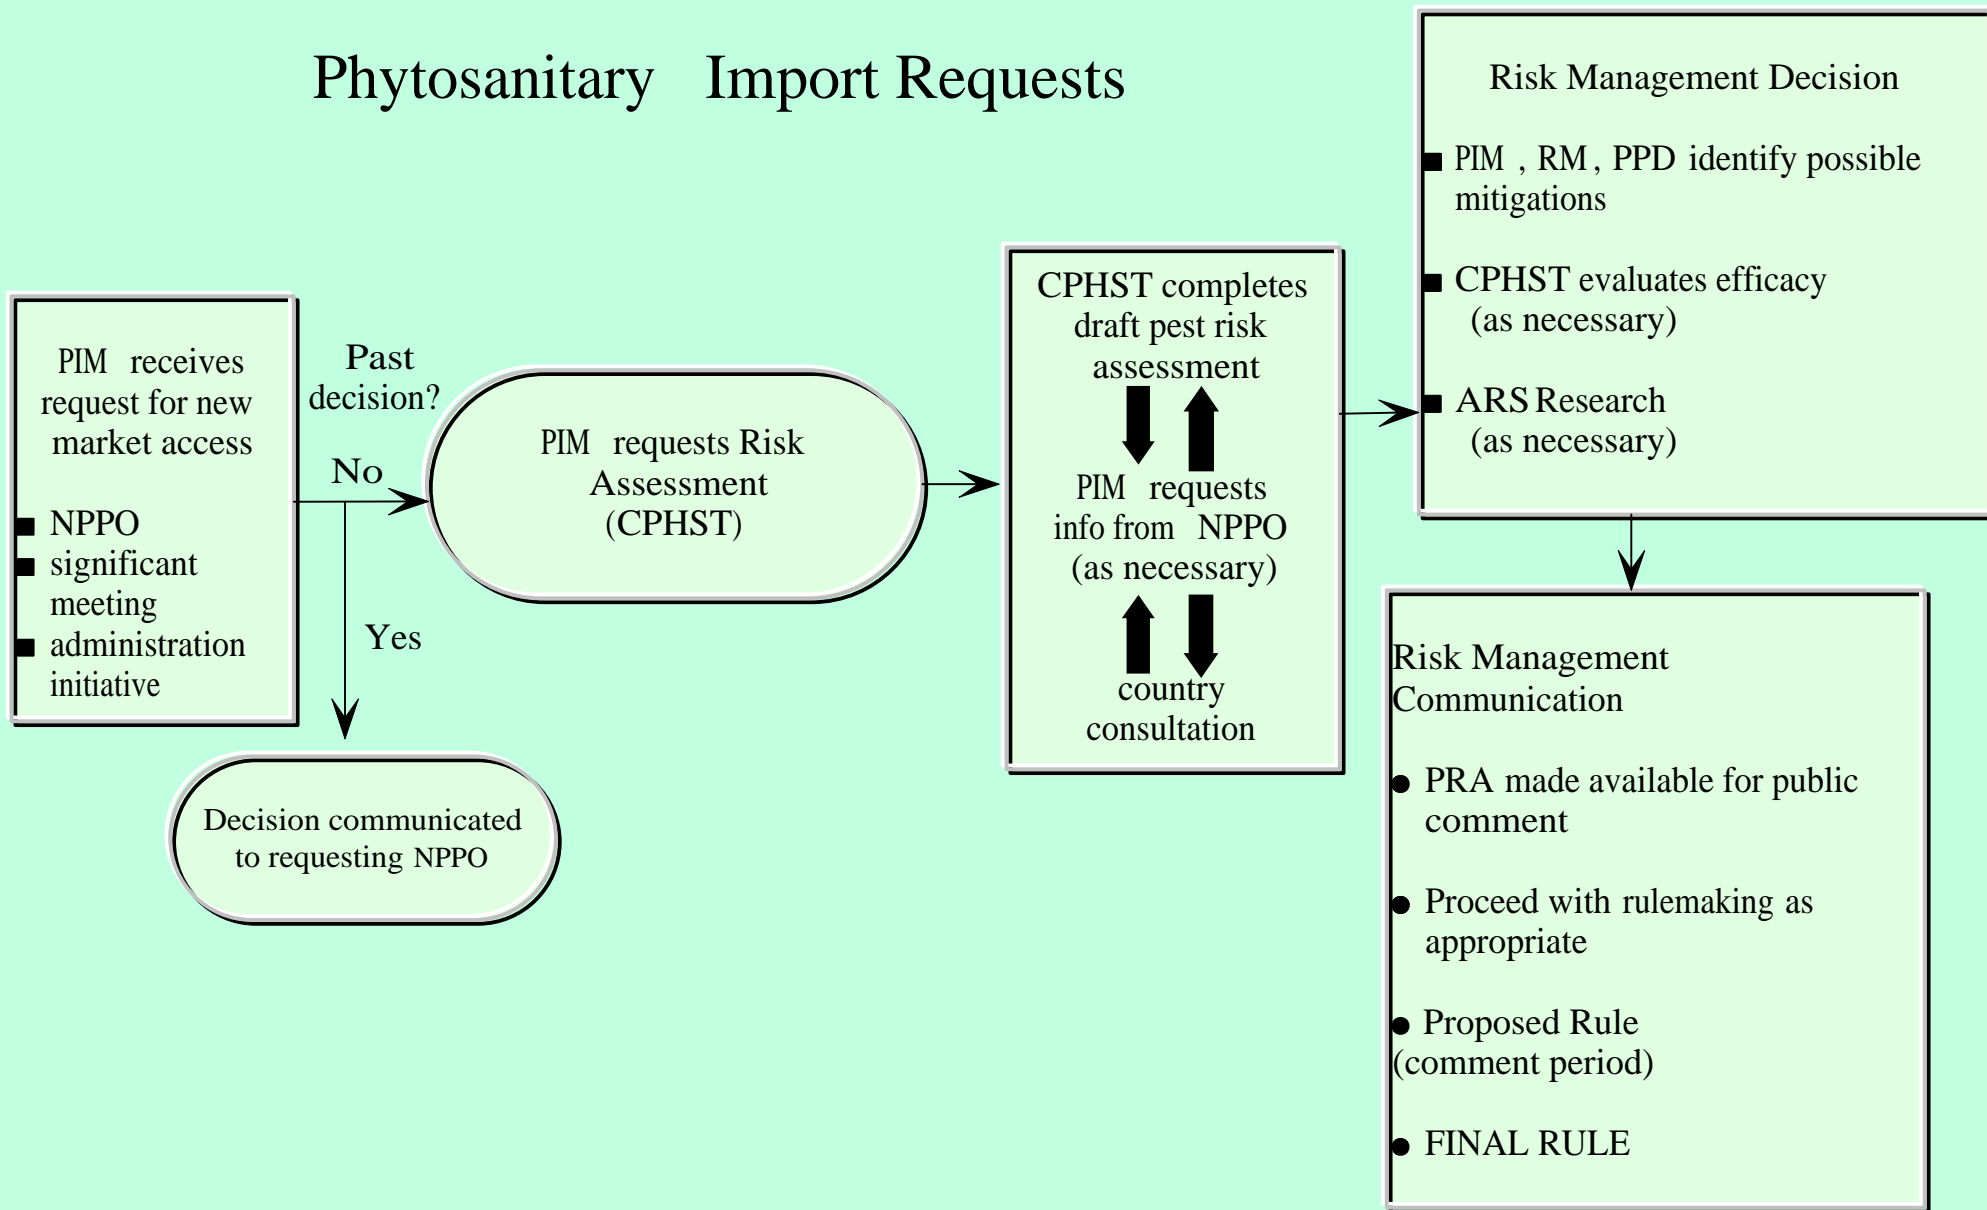 Phytosanitary Import Requests
PIM receives
request for new
market access
■ NPPO
■ significant
meeting
■ administration
initiative
Past
decision?
No
Yes
Decision communicated
to requesting NPPO
PIM requests Risk
Assessment
(CPHST)
CPHST completes
draft pest risk
assessment
PIM requests
info from NPPO
(as necessary)
country
consultation
Risk Management Decision
■ PIM , RM , PPD identify possible
mitigations
■ CPHST evaluates efficacy
(as necessary)
■ ARS Research
(as necessary)
Risk Management
Communication
● PRA made available for public
comment
● Proceed with rulemaking as
appropriate
● Proposed Rule
(comment period)
● FINAL RULE